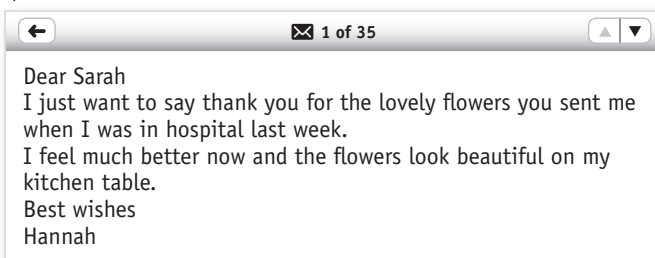 1 of 35
Dear Sarah
I just want to say thank you for the lovely flowers you sent me
when I was in hospital last week.
I feel much better now and the flowers look beautiful on my
kitchen table.
Best wishes
Hannah